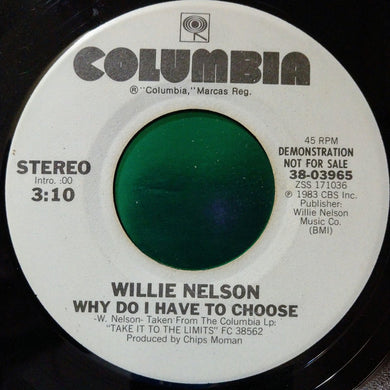 COLUMBIA
® "Columbia," Marcas Reg.
STEREO
Intro. :00
3:10
45 RPM
DEMONSTRATION
NOT FOR SALE
38-03965
ZSS 171036
℗ 1983 CBS Inc.
Publisher:
Willie Nelson
Music Co.
(BMI)
WILLIE NELSON
WHY DO I HAVE TO CHOOSE
-W. Nelson- Taken From The Columbia Lp:
"TAKE IT TO THE LIMITS" FC 38562
Produced by Chips Moman